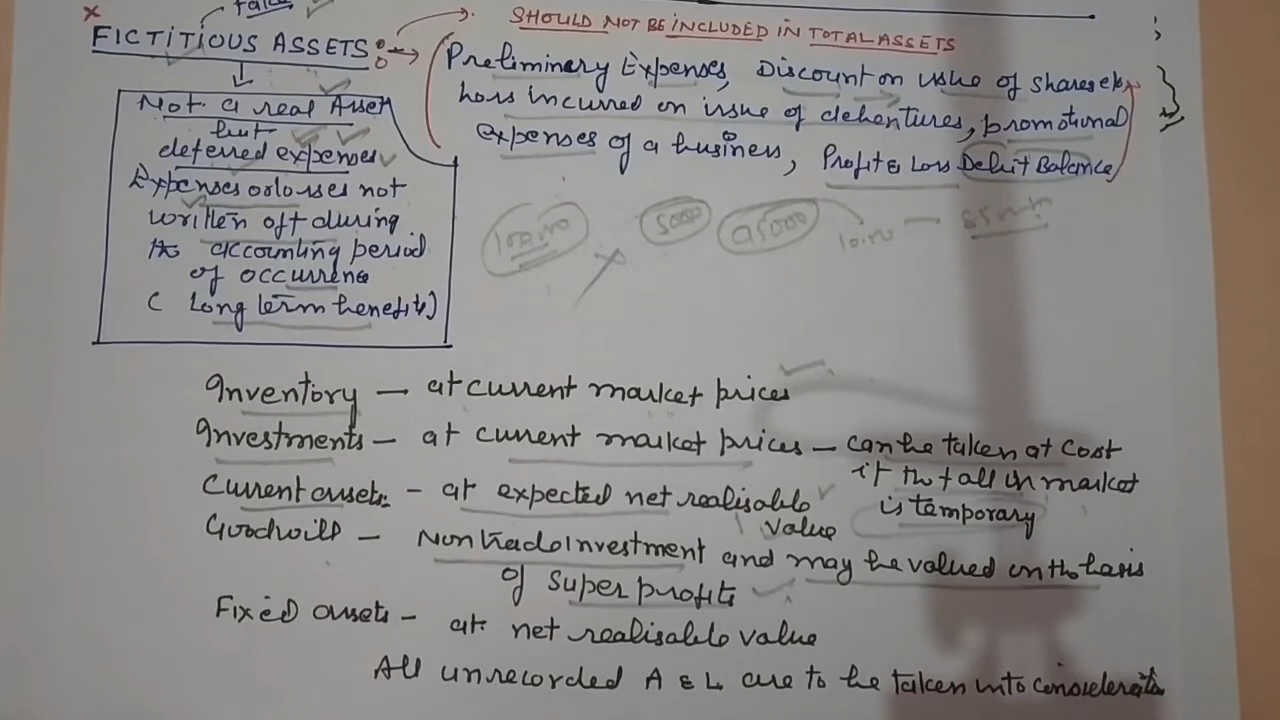 false
FICTITIOUS ASSETS
SHOULD NOT BE INCLUDED IN TOTAL ASSETS
Preliminary Expenses, Discount on issue of shares
loss incurred on issue of debentures, promotional
expenses of a business, Profit & Loss Debit Balance
Not a real Asset
but
deferred expenses
Expenses or losses not
written off during
the accounting period
of occurrence
( Long term benefits)
5000
95000
Inventory - at current market prices
Investments - at current market prices - can be taken at cost
if the fall in market
is temporary
Current assets: - at expected net realisable
value
Goodwill - Non trade Investment and may be valued on the basis
of super profits
Fixed assets - at net realisable value
All unrecorded A & L are to be taken into